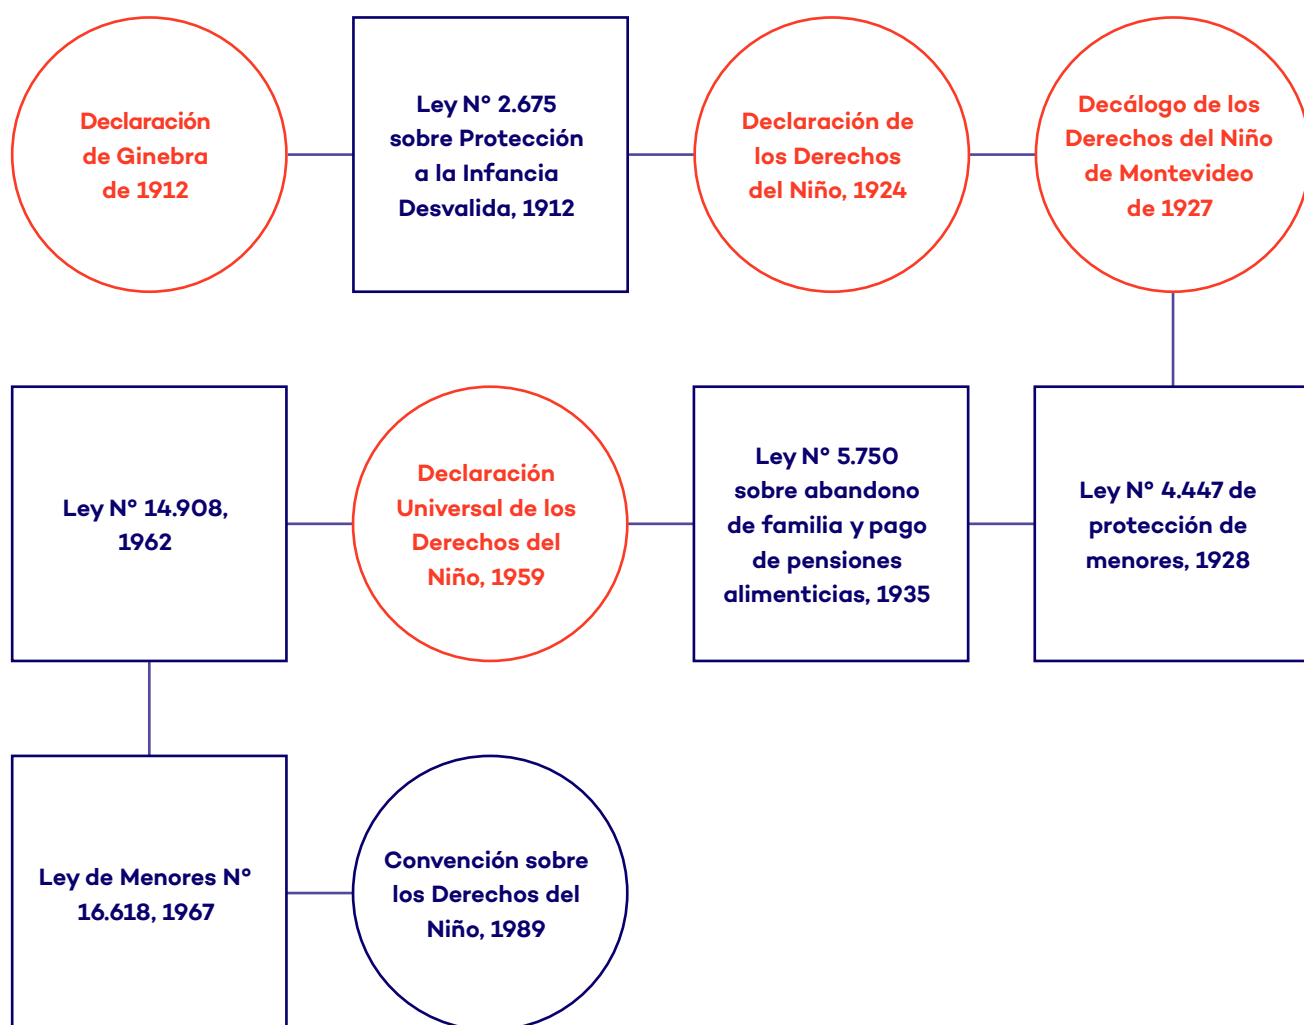 Declaración
de Ginebra
de 1912
Ley N° 2.675
sobre Protección
a la Infancia
Desvalida, 1912
Declaración de
los Derechos
del Niño, 1924
Decálogo de los
Derechos del Niño
de Montevideo
de 1927
Ley N° 4.447 de
protección de
menores, 1928
Ley N° 5.750
sobre abandono
de familia y pago
de pensiones
alimenticias, 1935
Declaración
Universal de los
Derechos del
Niño, 1959
Ley N° 14.908,
1962
Ley de Menores N°
16.618, 1967
Convención sobre
los Derechos del
Niño, 1989